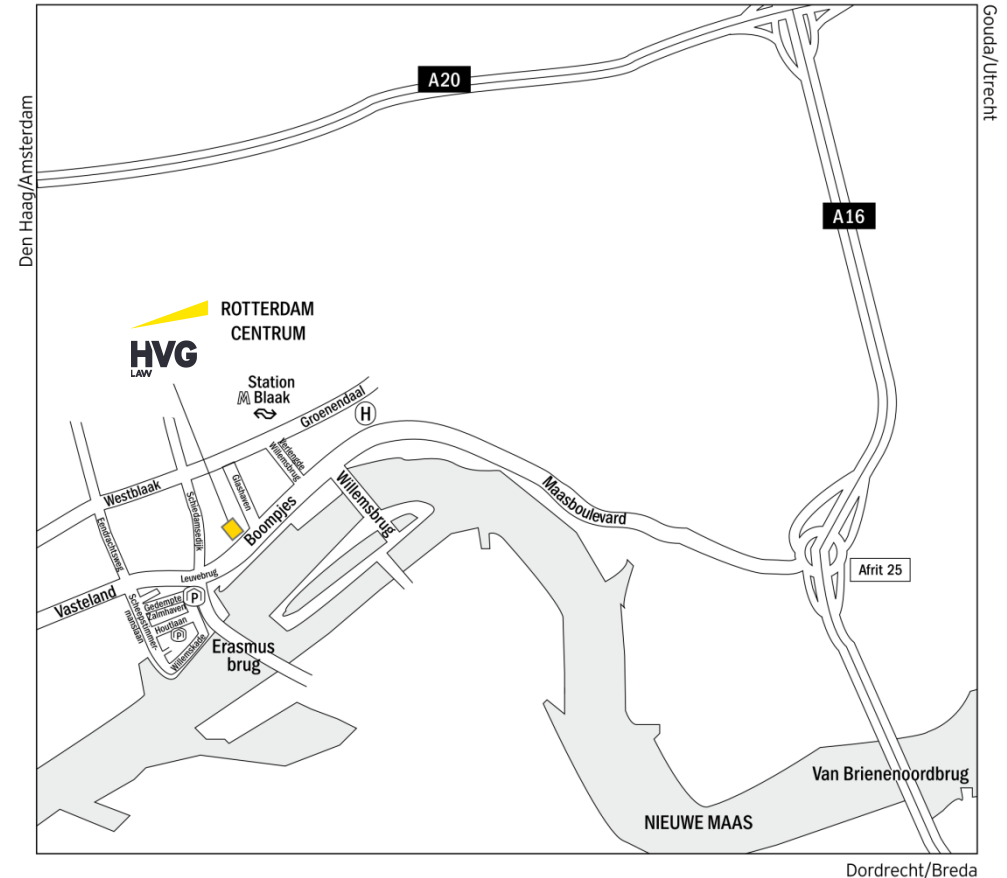 Gouda/Utrecht
A20
Den Haag/Amsterdam
A16
ROTTERDAM
CENTRUM
HVG
LAW
Station
M Blaak
Groenendaal
H
Verlengde
Willemsbrug
Westblaak
Glashaven
Willemsbrug
Maasboulevard
Schiedamsedijk
Boompjes
Eendrachtsweg
Afrit 25
Leuvebrug
Vasteland
P
Gedempte
Zalmhaven
Scheepstimmer-
manslaan
Houtlaan
P
Willemskade
Erasmus
brug
Van Brienenoordbrug
NIEUWE MAAS
Dordrecht/Breda